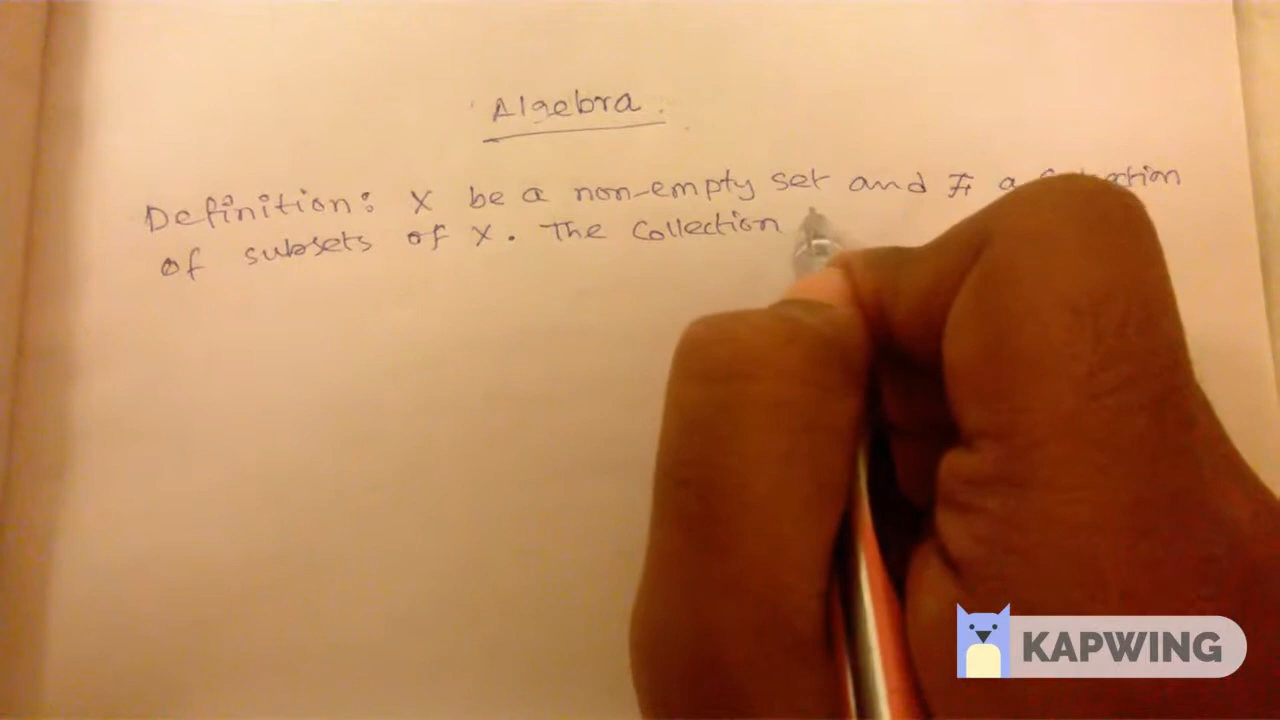 Algebra.
Definition: X be a non-empty set and F a
of subsets of X. The Collection
KAPWING